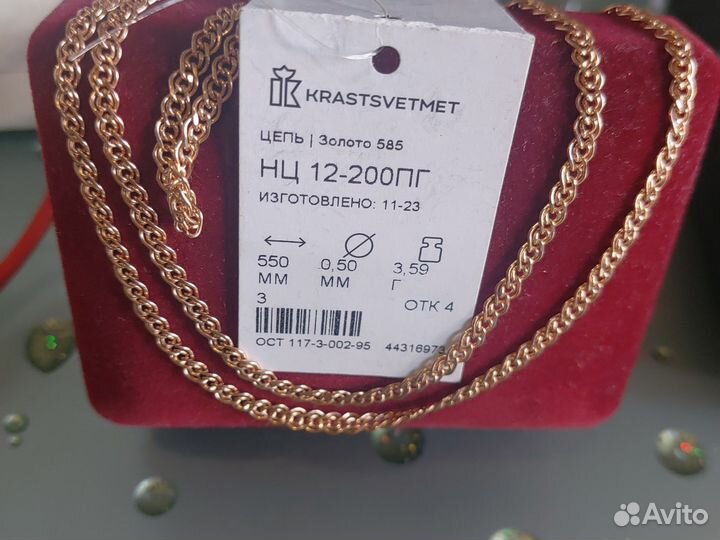 KRASTSVETMET
ЦЕПЬ | Золото 585
НЦ 12-200ПГ
ИЗГОТОВЛЕНО: 11-23
550 0,50 3,59
ММ ММ Г
3 ОТК 4
ОСТ 117-3-002-95 44316973
Avito